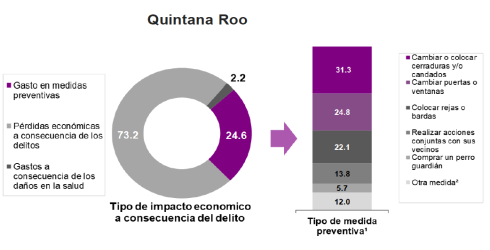 Quintana Roo
Gasto en medidas
preventivas
Pérdidas económicas a
consecuencia de los
delitos
Gastos a
consecuencia de los
daños en la salud
2.2
73.2
24.6
Tipo de impacto economico
a consecuencia del delito
31.3
24.8
22.1
13.8
5.7
12.0
Tipo de medida
preventiva¹
Cambiar o colocar
cerraduras y/o
candados
Cambiar puertas o
ventanas
Colocar rejas o
bardas
Realizar acciones
conjuntas con sus
vecinos
Comprar un perro
guardián
Otra medida²